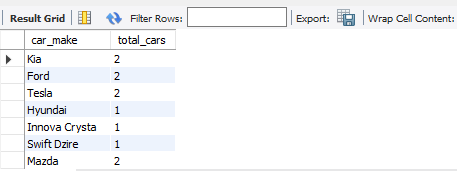 Result Grid Filter Rows: Export: Wrap Cell Content:
car_make total_cars
Kia 2
Ford 2
Tesla 2
Hyundai 1
Innova Crysta 1
Swift Dzire 1
Mazda 2